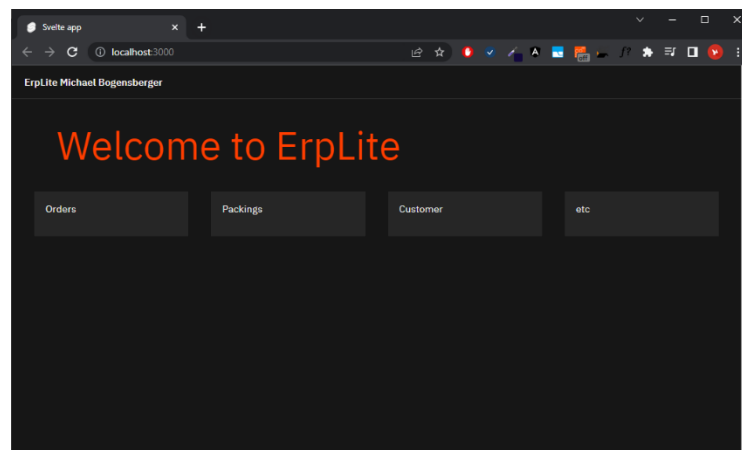 Svelte app
localhost:3000
ErpLite Michael Bogensberger
Welcome to ErpLite
Orders
Packings
Customer
etc